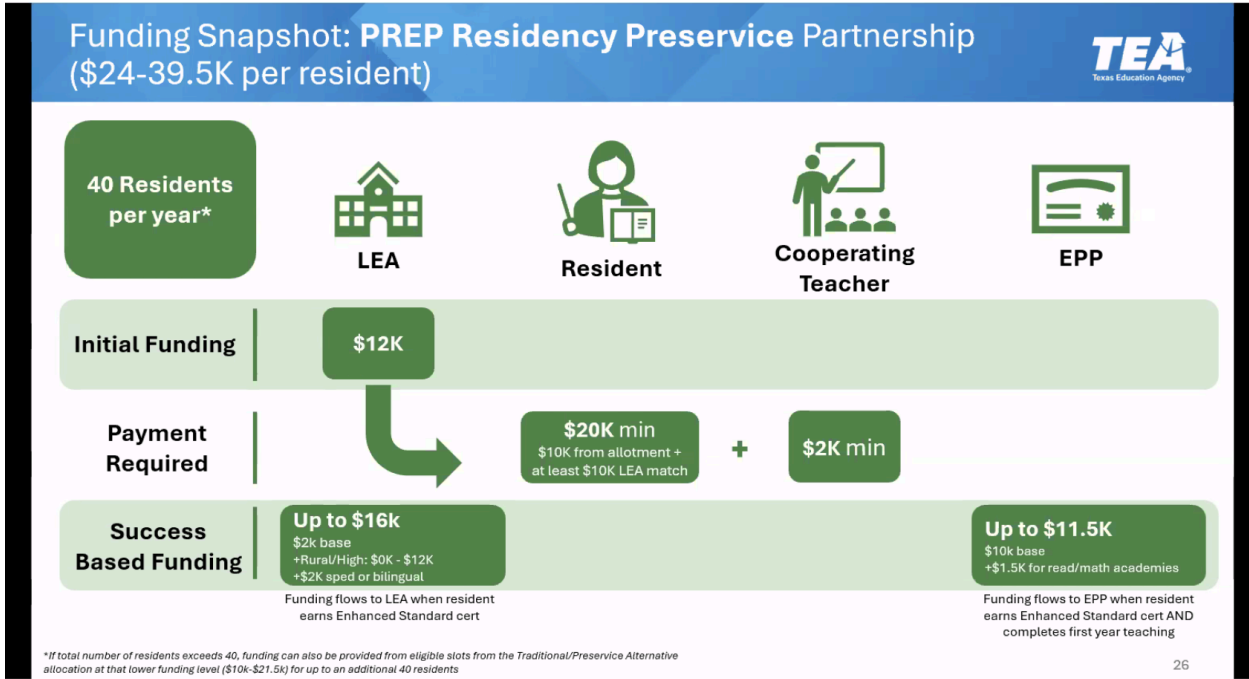 Funding Snapshot: PREP Residency Preservice Partnership
($24-39.5K per resident)
TEA
Texas Education Agency
40 Residents
per year*
LEA
Resident
Cooperating
Teacher
EPP
Initial Funding
$12K
Payment
Required
$20K min
$10K from allotment +
at least $10K LEA match
+
$2K min
Success
Based Funding
Up to $16k
$2k base
+Rural/High: $0K - $12K
+$2K sped or bilingual
Funding flows to LEA when resident
earns Enhanced Standard cert
Up to $11.5K
$10k base
+$1.5K for read/math academies
Funding flows to EPP when resident
earns Enhanced Standard cert AND
completes first year teaching
*If total number of residents exceeds 40, funding can also be provided from eligible slots from the Traditional/Preservice Alternative
allocation at that lower funding level ($10k-$21.5k) for up to an additional 40 residents
26